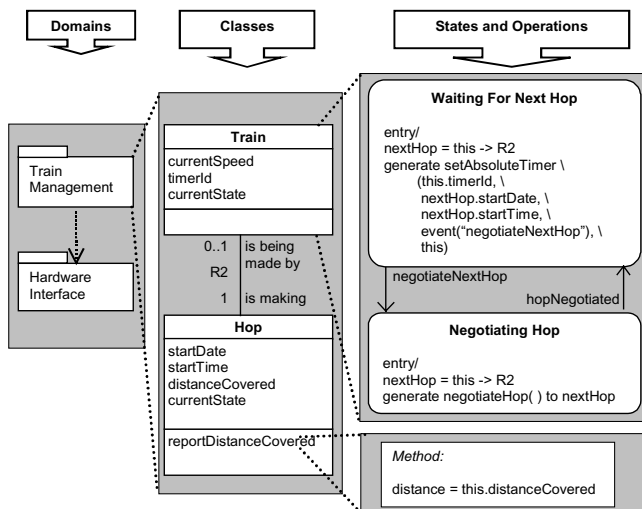 Domains
Classes
States and Operations
Train
Management
Hardware
Interface
Train
currentSpeed
timerId
currentState
0..1 is being
made by
R2
1 is making
Hop
startDate
startTime
distanceCovered
currentState
reportDistanceCovered
Waiting For Next Hop
entry/
nextHop = this -> R2
generate setAbsoluteTimer \
(this.timerId, \
nextHop.startDate, \
nextHop.startTime, \
event(“negotiateNextHop”), \
this)
negotiateNextHop
hopNegotiated
Negotiating Hop
entry/
nextHop = this -> R2
generate negotiateHop( ) to nextHop
Method:
distance = this.distanceCovered